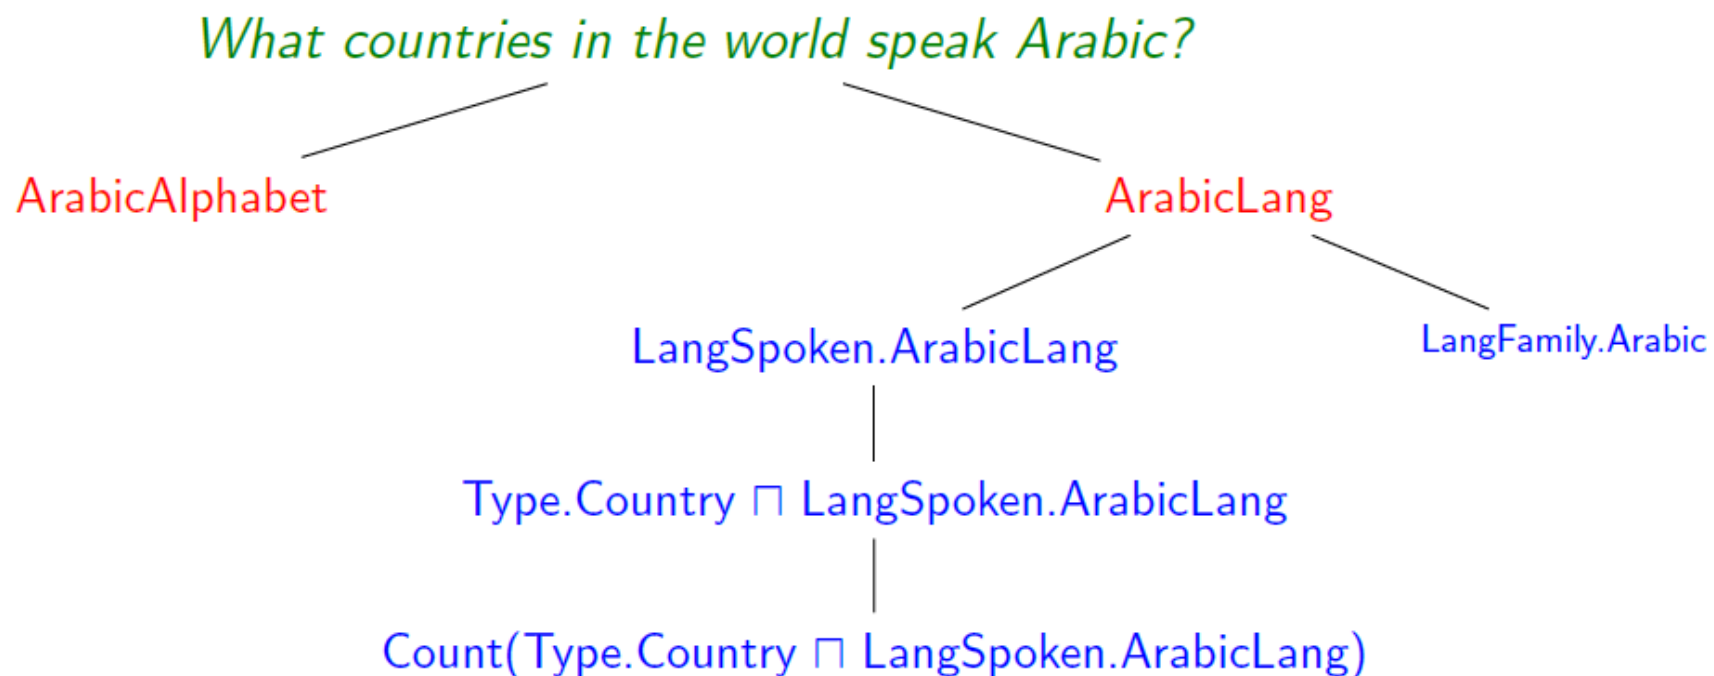 What countries in the world speak Arabic?
ArabicAlphabet
ArabicLang
LangSpoken.ArabicLang
LangFamily.Arabic
Type.Country ⊓ LangSpoken.ArabicLang
Count(Type.Country ⊓ LangSpoken.ArabicLang)